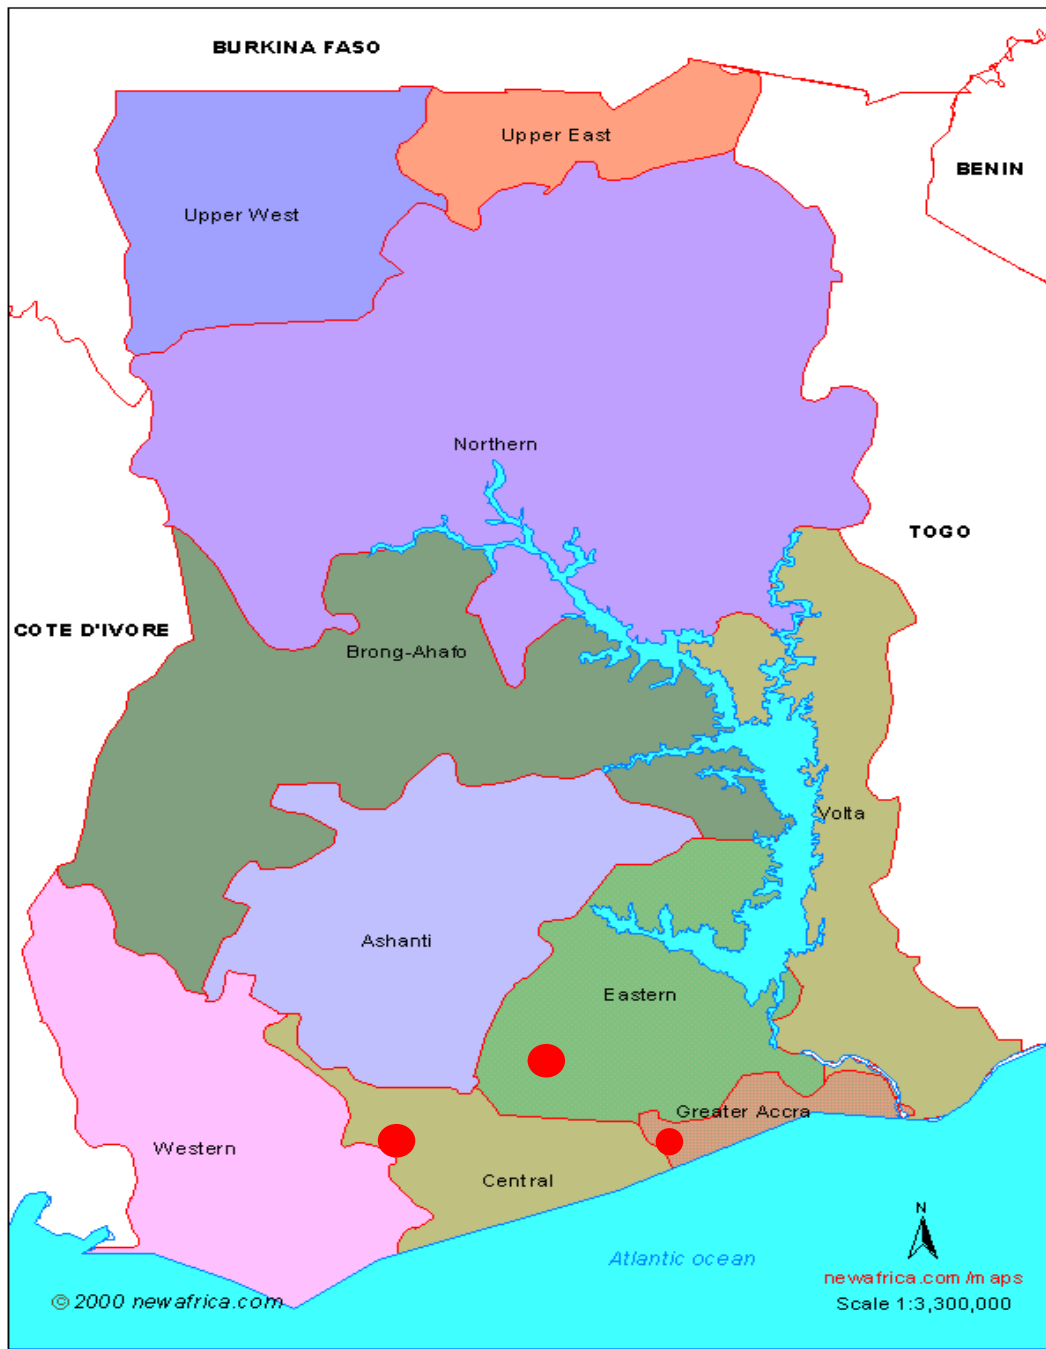 BURKINA FASO
Upper East
BENIN
Upper West
Northern
TOGO
COTE D'IVORE
Brong-Ahafo
Volta
Ashanti
Eastern
Greater Accra
Western
Central
N
Atlantic ocean
newafrica.com/maps
© 2000 newafrica.com
Scale 1:3,300,000